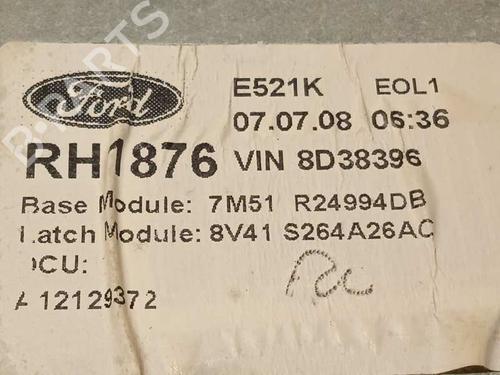 Ford
E521K EOL1
07.07.08 06:36
RH1876 VIN 8D38396
Base Module: 7M51 R24994DB
Latch Module: 8V41 S264A26AC
DCU:
A 12129372
B-PARTS